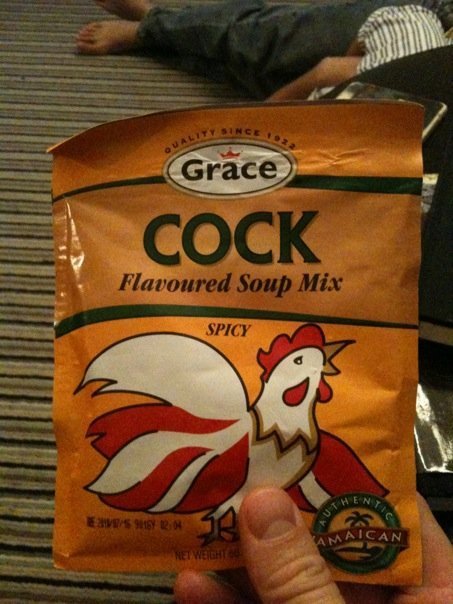 QUALITY SINCE 1922
Grace
COCK
Flavoured Soup Mix
SPICY
AUTHENTIC
JAMAICAN
NET WEIGHT